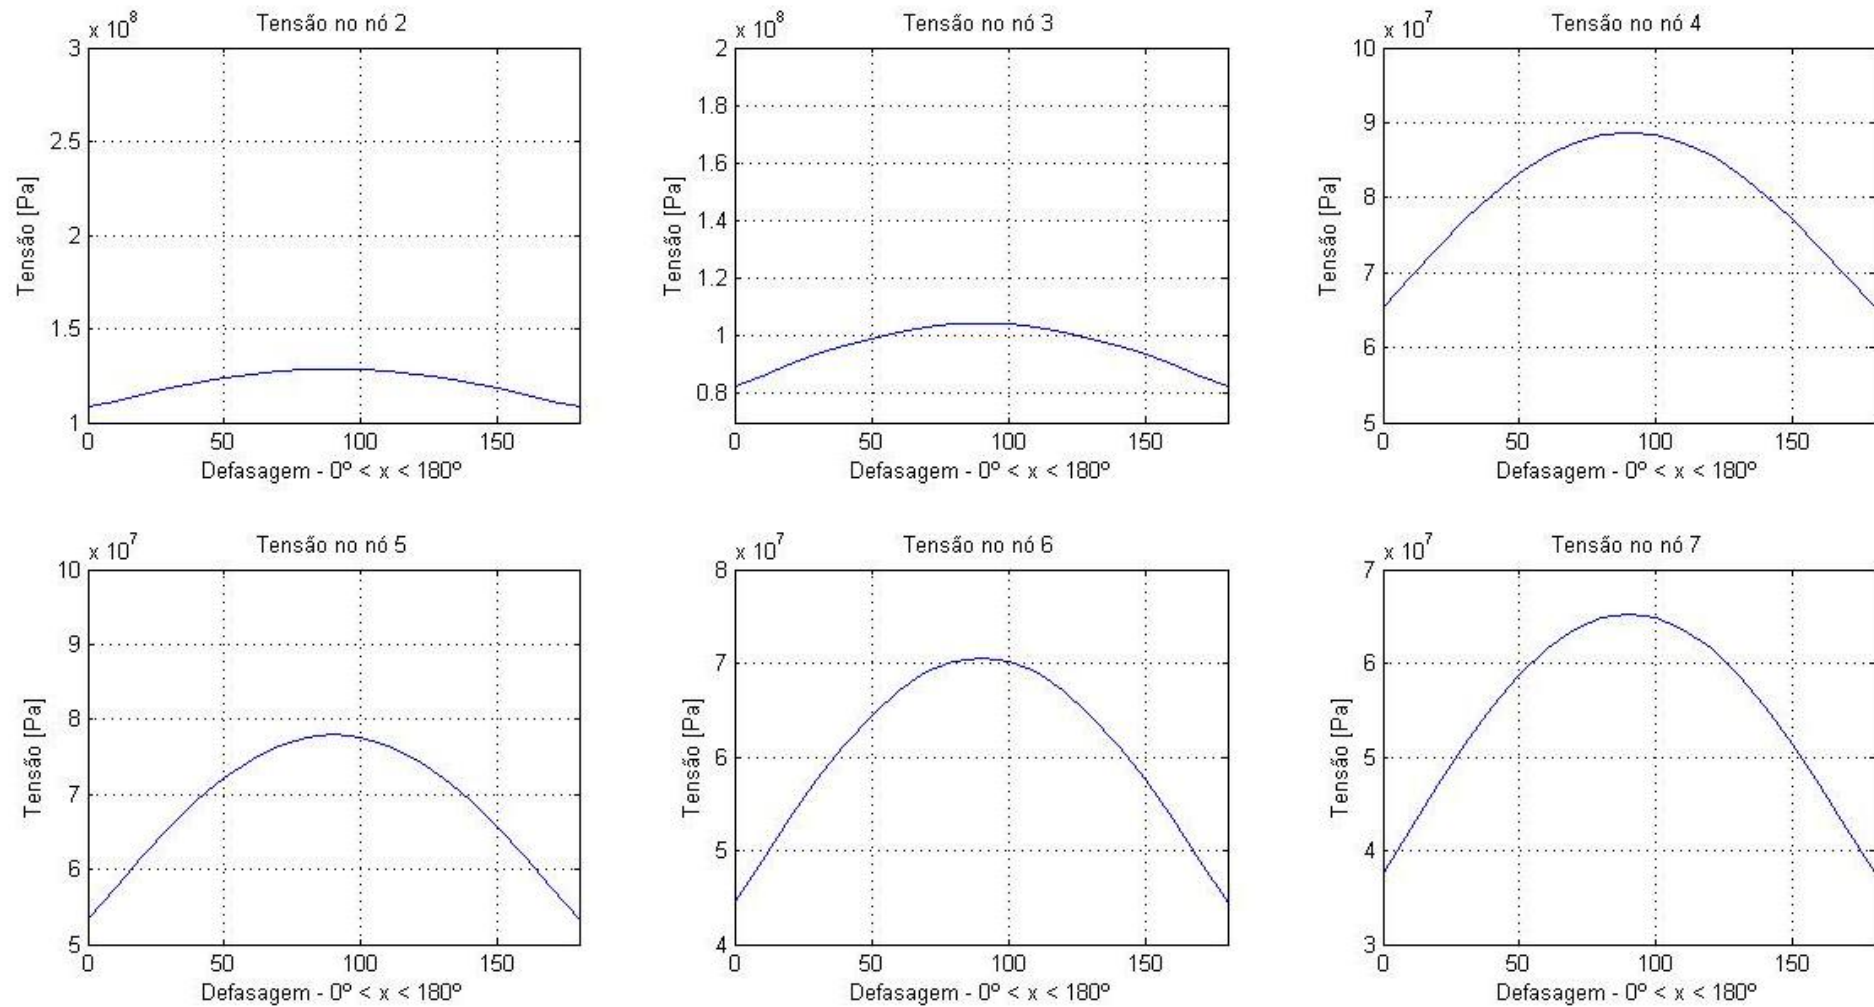 x 10^8
Tensão no nó 2
3
2.5
2
1.5
1
Tensão [Pa]
0 50 100 150
Defasagem - 0º < x < 180º
x 10^8
Tensão no nó 3
2
1.8
1.6
1.4
1.2
1
0.8
Tensão [Pa]
0 50 100 150
Defasagem - 0º < x < 180º
x 10^7
Tensão no nó 4
10
9
8
7
6
5
Tensão [Pa]
0 50 100 150
Defasagem - 0º < x < 180º
x 10^7
Tensão no nó 5
10
9
8
7
6
5
Tensão [Pa]
0 50 100 150
Defasagem - 0º < x < 180º
x 10^7
Tensão no nó 6
8
7
6
5
4
Tensão [Pa]
0 50 100 150
Defasagem - 0º < x < 180º
x 10^7
Tensão no nó 7
7
6
5
4
3
Tensão [Pa]
0 50 100 150
Defasagem - 0º < x < 180º